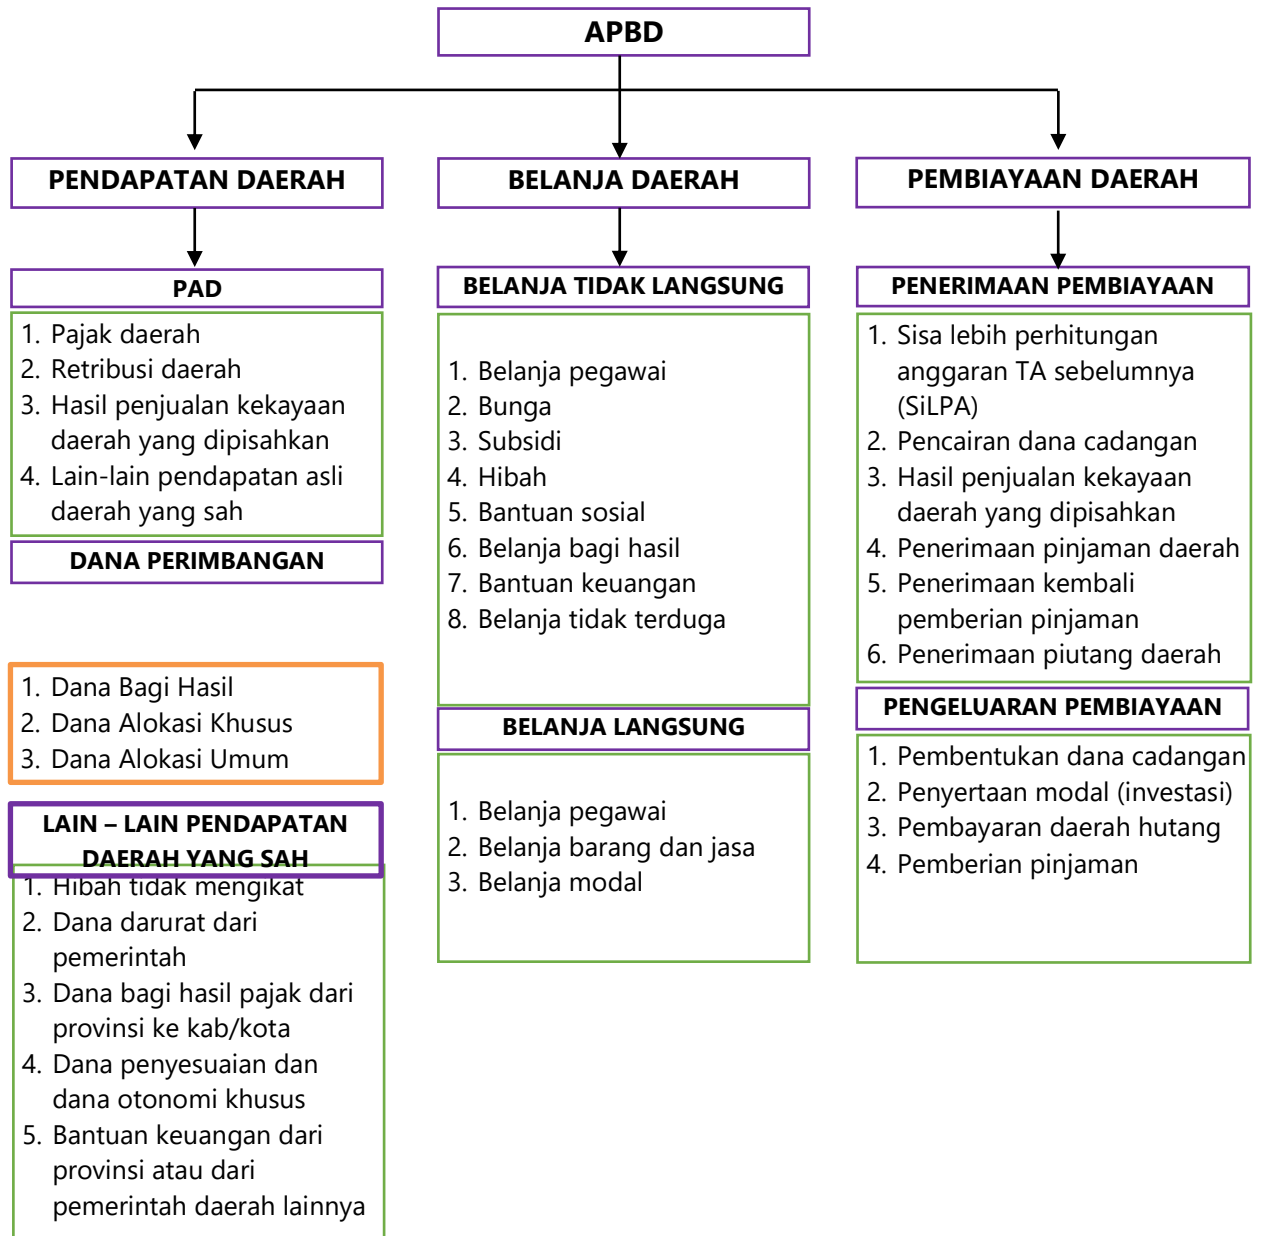 APBD
PENDAPATAN DAERAH
PAD
1. Pajak daerah
2. Retribusi daerah
3. Hasil penjualan kekayaan
daerah yang dipisahkan
4. Lain-lain pendapatan asli
daerah yang sah
DANA PERIMBANGAN
1. Dana Bagi Hasil
2. Dana Alokasi Khusus
3. Dana Alokasi Umum
LAIN – LAIN PENDAPATAN
DAERAH YANG SAH
1. Hibah tidak mengikat
2. Dana darurat dari
pemerintah
3. Dana bagi hasil pajak dari
provinsi ke kab/kota
4. Dana penyesuaian dan
dana otonomi khusus
5. Bantuan keuangan dari
provinsi atau dari
pemerintah daerah lainnya
BELANJA DAERAH
BELANJA TIDAK LANGSUNG
1. Belanja pegawai
2. Bunga
3. Subsidi
4. Hibah
5. Bantuan sosial
6. Belanja bagi hasil
7. Bantuan keuangan
8. Belanja tidak terduga
BELANJA LANGSUNG
1. Belanja pegawai
2. Belanja barang dan jasa
3. Belanja modal
PEMBIAYAAN DAERAH
PENERIMAAN PEMBIAYAAN
1. Sisa lebih perhitungan
anggaran TA sebelumnya
(SiLPA)
2. Pencairan dana cadangan
3. Hasil penjualan kekayaan
daerah yang dipisahkan
4. Penerimaan pinjaman daerah
5. Penerimaan kembali
pemberian pinjaman
6. Penerimaan piutang daerah
PENGELUARAN PEMBIAYAAN
1. Pembentukan dana cadangan
2. Penyertaan modal (investasi)
3. Pembayaran daerah hutang
4. Pemberian pinjaman